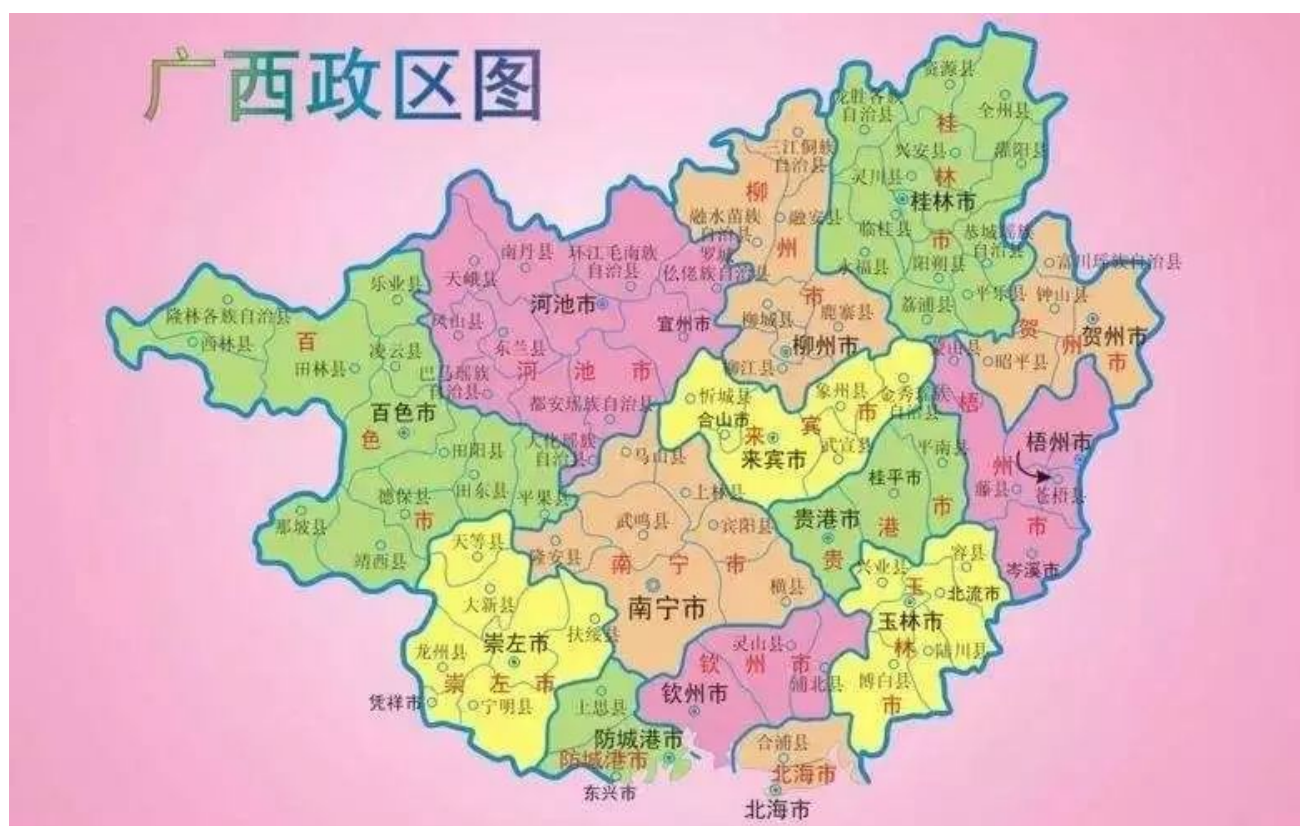 广西政区图
资源县
龙胜各族
自治县
全州县
桂
兴安县
灌阳县
三江侗族
自治县
灵川县
林
桂林市
柳
融水苗族
自治县
融安县
州
临桂县
市
恭城瑶族
自治县
永福县
阳朔县
富川瑶族自治县
南丹县
环江毛南族
自治县
罗城
仫佬族自治县
天峨县
乐业县
河池市
宜州市
市
荔浦县
平乐县
钟山县
隆林各族自治县
西林县
百
凤山县
柳城县
鹿寨县
贺
州
贺州市
市
田林县
凌云县
东兰县
柳州市
蒙山县
昭平县
巴马瑶族
自治县
河
池
市
柳江县
都安瑶族自治县
忻城县
合山市
象州县
金秀瑶族
自治县
梧
百色市
色
来
宾
市
来宾市
武宣县
梧州市
田阳县
大化瑶族
自治县
马山县
平南县
桂平市
州
藤县
苍梧县
德保县
田东县
平果县
上林县
那坡县
市
武鸣县
宾阳县
贵港市
港
市
市
靖西县
天等县
隆安县
南
宁
市
贵
兴业县
容县
岑溪市
大新县
南宁市
横县
玉
北流市
玉林市
崇左市
扶绥县
龙州县
灵山县
林
陆川县
崇
左
市
钦
州
市
浦北县
博白县
凭祥市
宁明县
上思县
钦州市
市
防城港市
防城港市
合浦县
北海市
东兴市
北海市